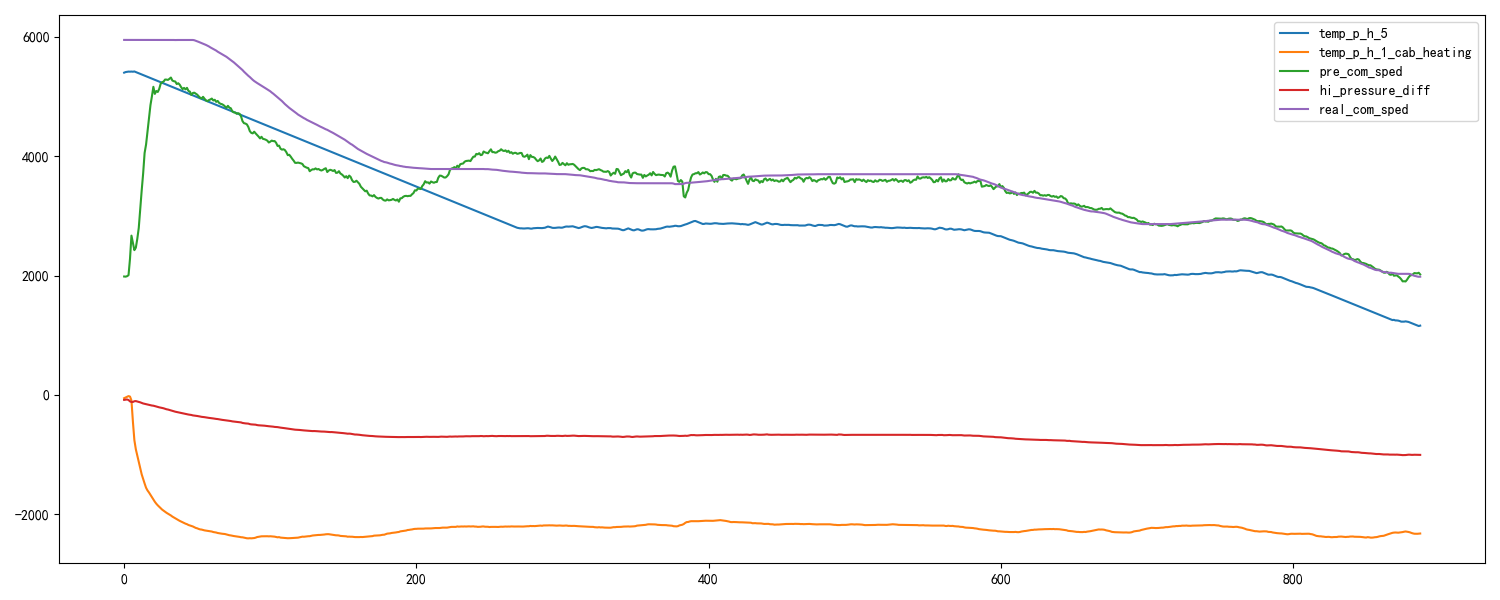 6000
4000
2000
0
−2000
0
200
400
600
800
temp_p_h_5
temp_p_h_1_cab_heating
pre_com_sped
hi_pressure_diff
real_com_sped